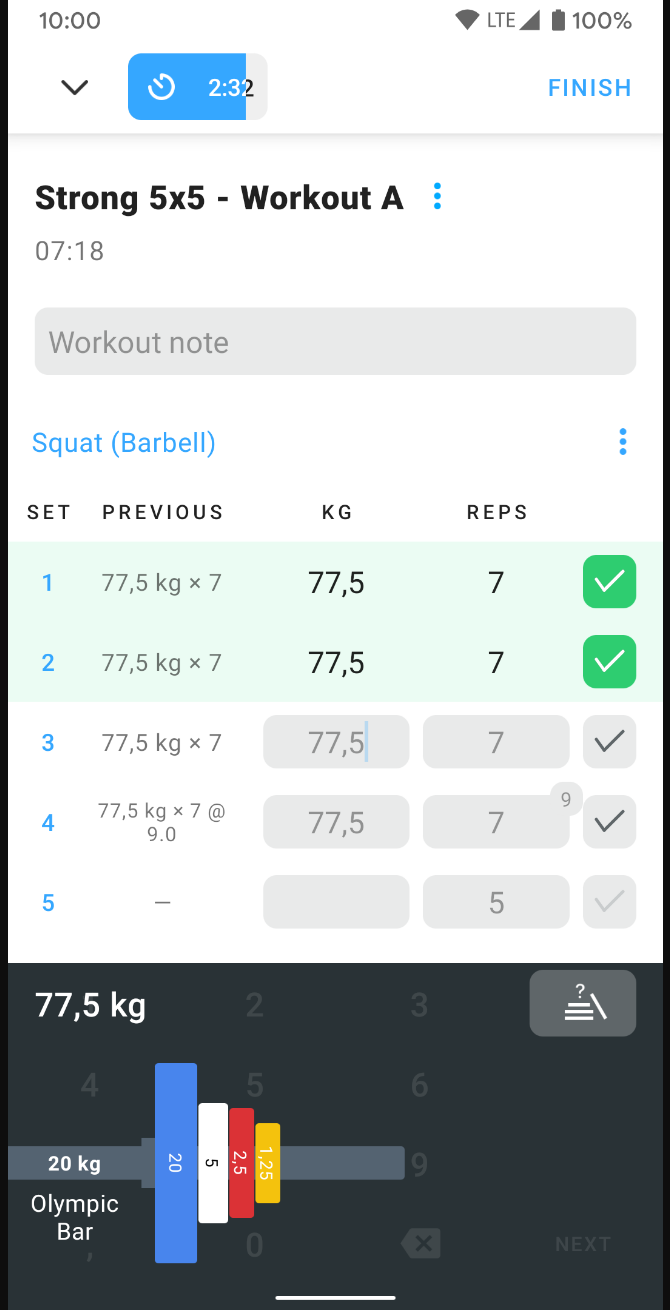 10:00 LTE 100%
2:32 FINISH
Strong 5x5 - Workout A
07:18
Workout note
Squat (Barbell)
SET PREVIOUS KG REPS
1 77,5 kg × 7 77,5 7
2 77,5 kg × 7 77,5 7
3 77,5 kg × 7 77,5 7
9
4 77,5 kg × 7 @ 9.0 77,5 7
5 — 5
77,5 kg 2 3 ?
4 5 6
20 kg 20 5 2,5 1,25 9
Olympic
Bar
, 0 NEXT